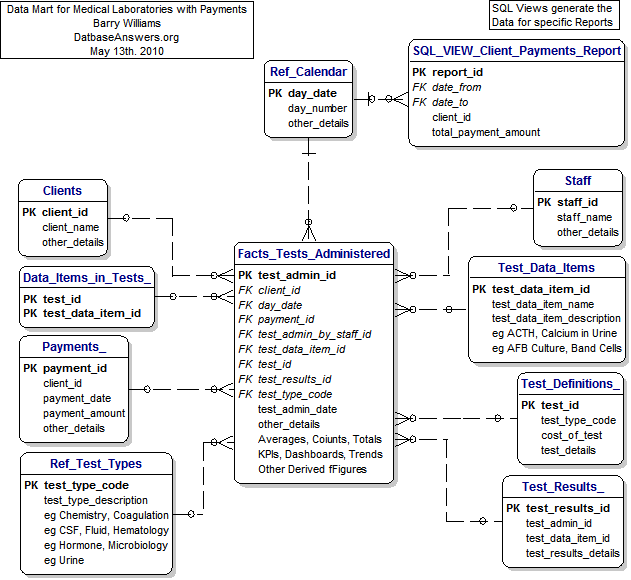 Data Mart for Medical Laboratories with Payments
Barry Williams
DatbaseAnswers.org
May 13th. 2010
SQL Views generate the
Data for specific Reports
Ref_Calendar
PK day_date
day_number
other_details
SQL_VIEW_Client_Payments_Report
PK report_id
FK date_from
FK date_to
client_id
total_payment_amount
Clients
PK client_id
client_name
other_details
Staff
PK staff_id
staff_name
other_details
Data_Items_in_Tests_
PK test_id
PK test_data_item_id
Facts_Tests_Administered
PK test_admin_id
FK client_id
FK day_date
FK payment_id
FK test_admin_by_staff_id
FK test_data_item_id
FK test_id
FK test_results_id
FK test_type_code
test_admin_date
other_details
Averages, Coiunts, Totals
KPIs, Dashboards, Trends
Other Derived fFigures
Test_Data_Items
PK test_data_item_id
test_data_item_name
test_data_item_description
eg ACTH, Calcium in Urine
eg AFB Culture, Band Cells
Payments_
PK payment_id
client_id
payment_date
payment_amount
other_details
Test_Definitions_
PK test_id
test_type_code
cost_of_test
test_details
Ref_Test_Types
PK test_type_code
test_type_description
eg Chemistry, Coagulation
eg CSF, Fluid, Hematology
eg Hormone, Microbiology
eg Urine
Test_Results_
PK test_results_id
test_admin_id
test_data_item_id
test_results_details